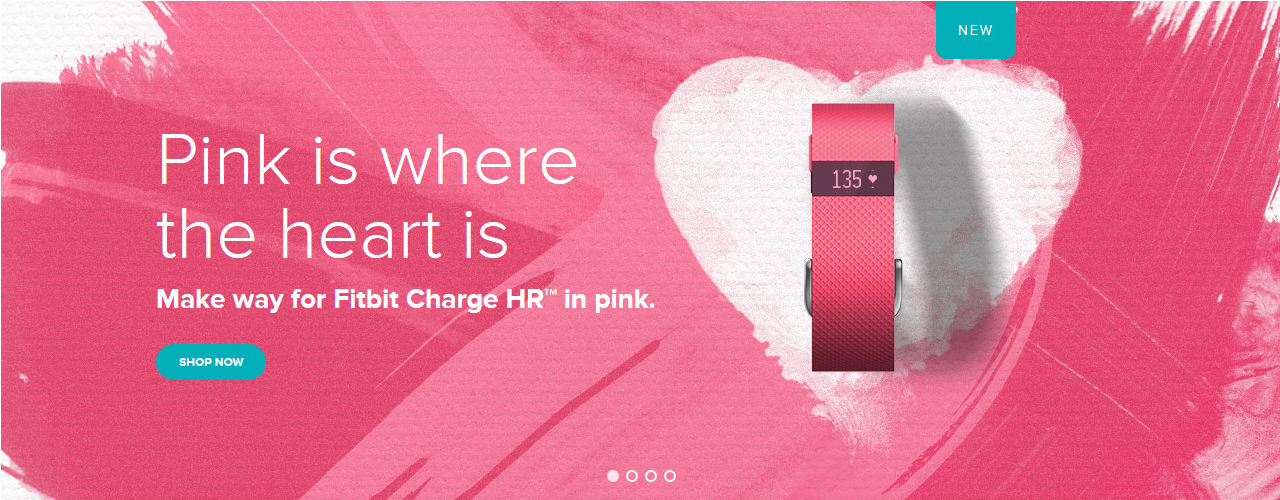 NEW
Pink is where
the heart is
Make way for Fitbit Charge HR™ in pink.
SHOP NOW
135